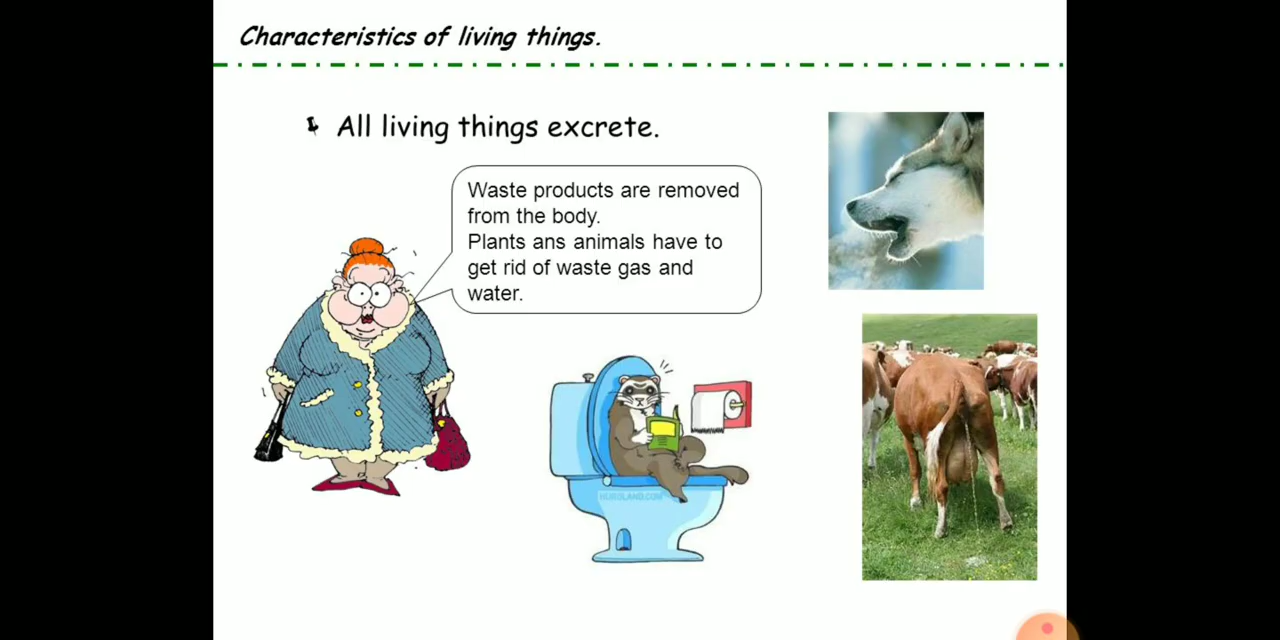 Characteristics of living things.
All living things excrete.
Waste products are removed
from the body.
Plants ans animals have to
get rid of waste gas and
water.